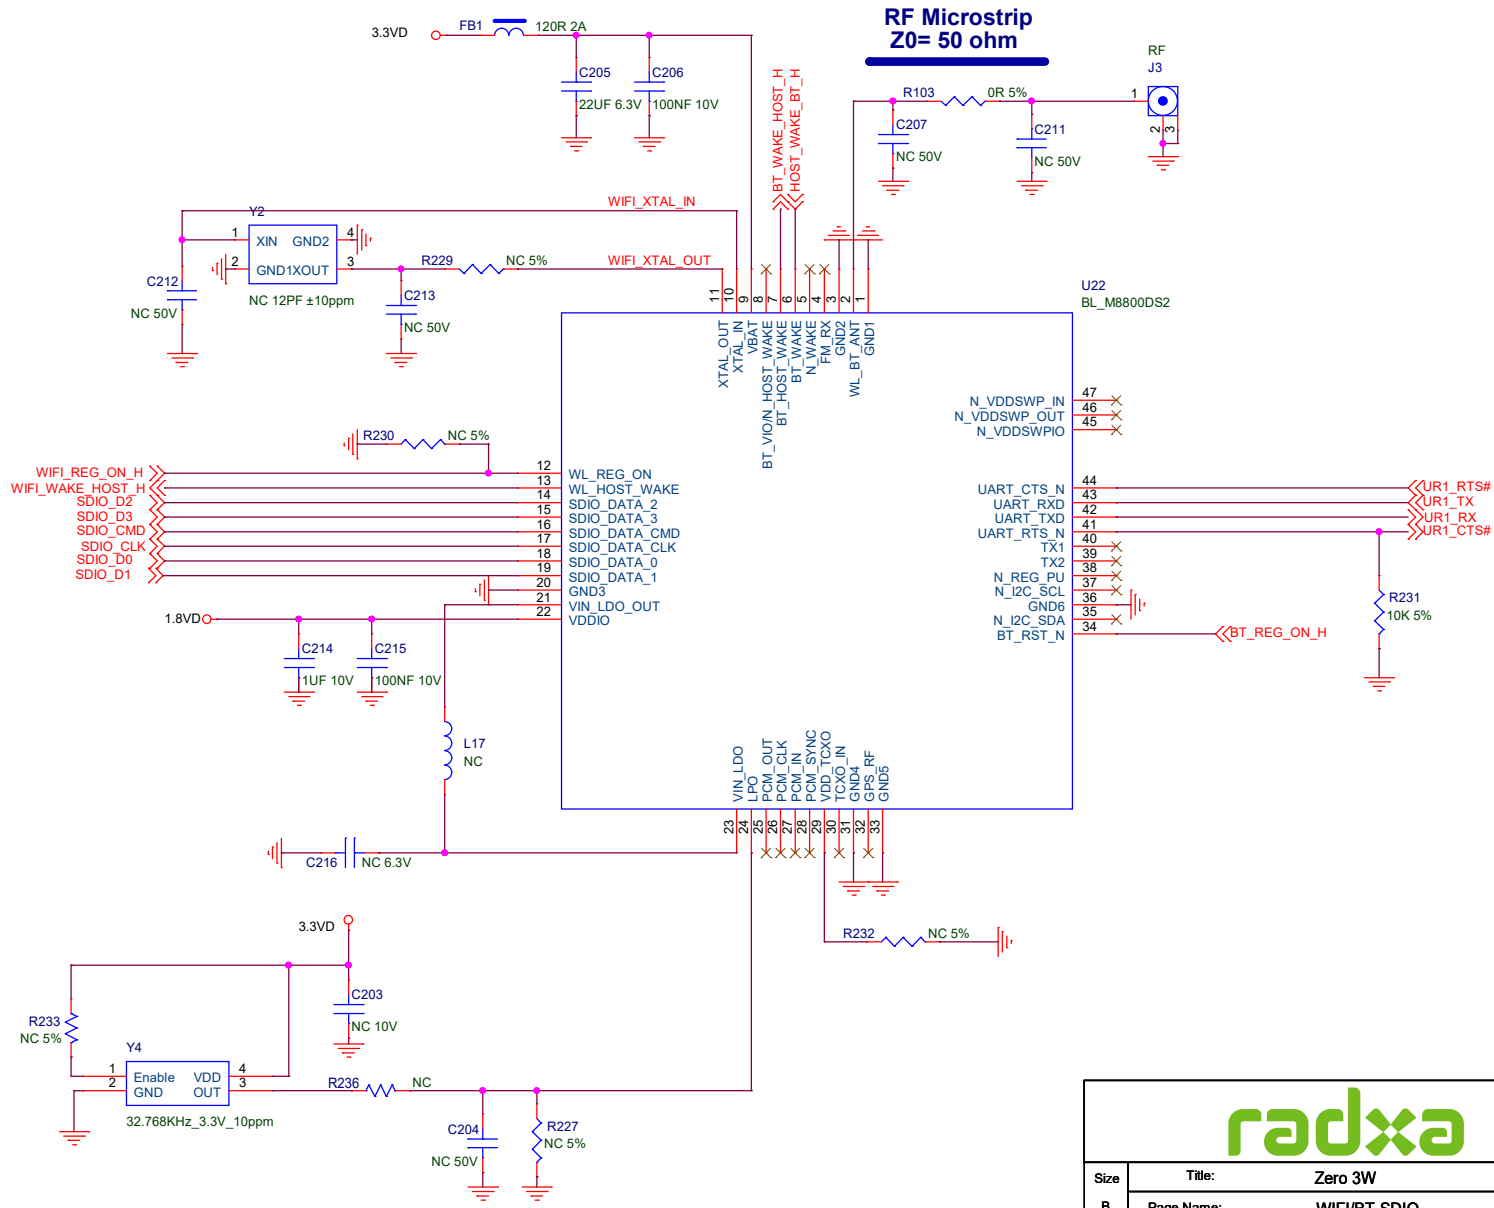 RF Microstrip
Z0= 50 ohm
3.3VD
FB1
120R 2A
C205
22UF 6.3V
C206
100NF 10V
BT_WAKE_HOST_H
HOST_WAKE_BT_H
RF
J3
R103
0R 5%
1
2
3
C207
NC 50V
C211
NC 50V
WIFI_XTAL_IN
Y2
1
XIN
GND2
4
2
GND1
XOUT
3
NC 12PF ±10ppm
R229
NC 5%
WIFI_XTAL_OUT
C212
NC 50V
C213
NC 50V
U22
BL_M8800DS2
11
10
9
8
7
6
5
4
3
2
1
XTAL_OUT
XTAL_IN
VBAT
BT_VIO/N_HOST_WAKE
BT_HOST_WAKE
BT_WAKE
N_WAKE
FM_RX
GND2
WL_BT_ANT
GND1
N_VDDSWP_IN
47
N_VDDSWP_OUT
46
N_VDDSWPIO
45
R230
NC 5%
WIFI_REG_ON_H
12
WL_REG_ON
WIFI_WAKE_HOST_H
13
WL_HOST_WAKE
SDIO_D2
14
SDIO_DATA_2
SDIO_D3
15
SDIO_DATA_3
SDIO_CMD
16
SDIO_DATA_CMD
SDIO_CLK
17
SDIO_DATA_CLK
SDIO_D0
18
SDIO_DATA_0
SDIO_D1
19
SDIO_DATA_1
20
GND3
21
VIN_LDO_OUT
1.8VD
22
VDDIO
UART_CTS_N
44
UR1_RTS#
UART_RXD
43
UR1_TX
UART_TXD
42
UR1_RX
UART_RTS_N
41
UR1_CTS#
TX1
40
TX2
39
N_REG_PU
38
N_I2C_SCL
37
GND6
36
N_I2C_SDA
35
BT_RST_N
34
BT_REG_ON_H
R231
10K 5%
C214
1UF 10V
C215
100NF 10V
L17
NC
VIN_LDO
LPO
PCM_OUT
PCM_CLK
PCM_IN
PCM_SYNC
VDD_TCXO
TCXO_IN
GND4
GPS_RF
GND5
23
24
25
26
27
28
29
30
31
32
33
C216
NC 6.3V
R232
NC 5%
3.3VD
C203
NC 10V
R233
NC 5%
Y4
1
Enable
VDD
4
2
GND
OUT
3
32.768KHz_3.3V_10ppm
R236
NC
C204
NC 50V
R227
NC 5%
radxa
Size
Title:
Zero 3W
B
Page Name:
WIFI/BT SDIO